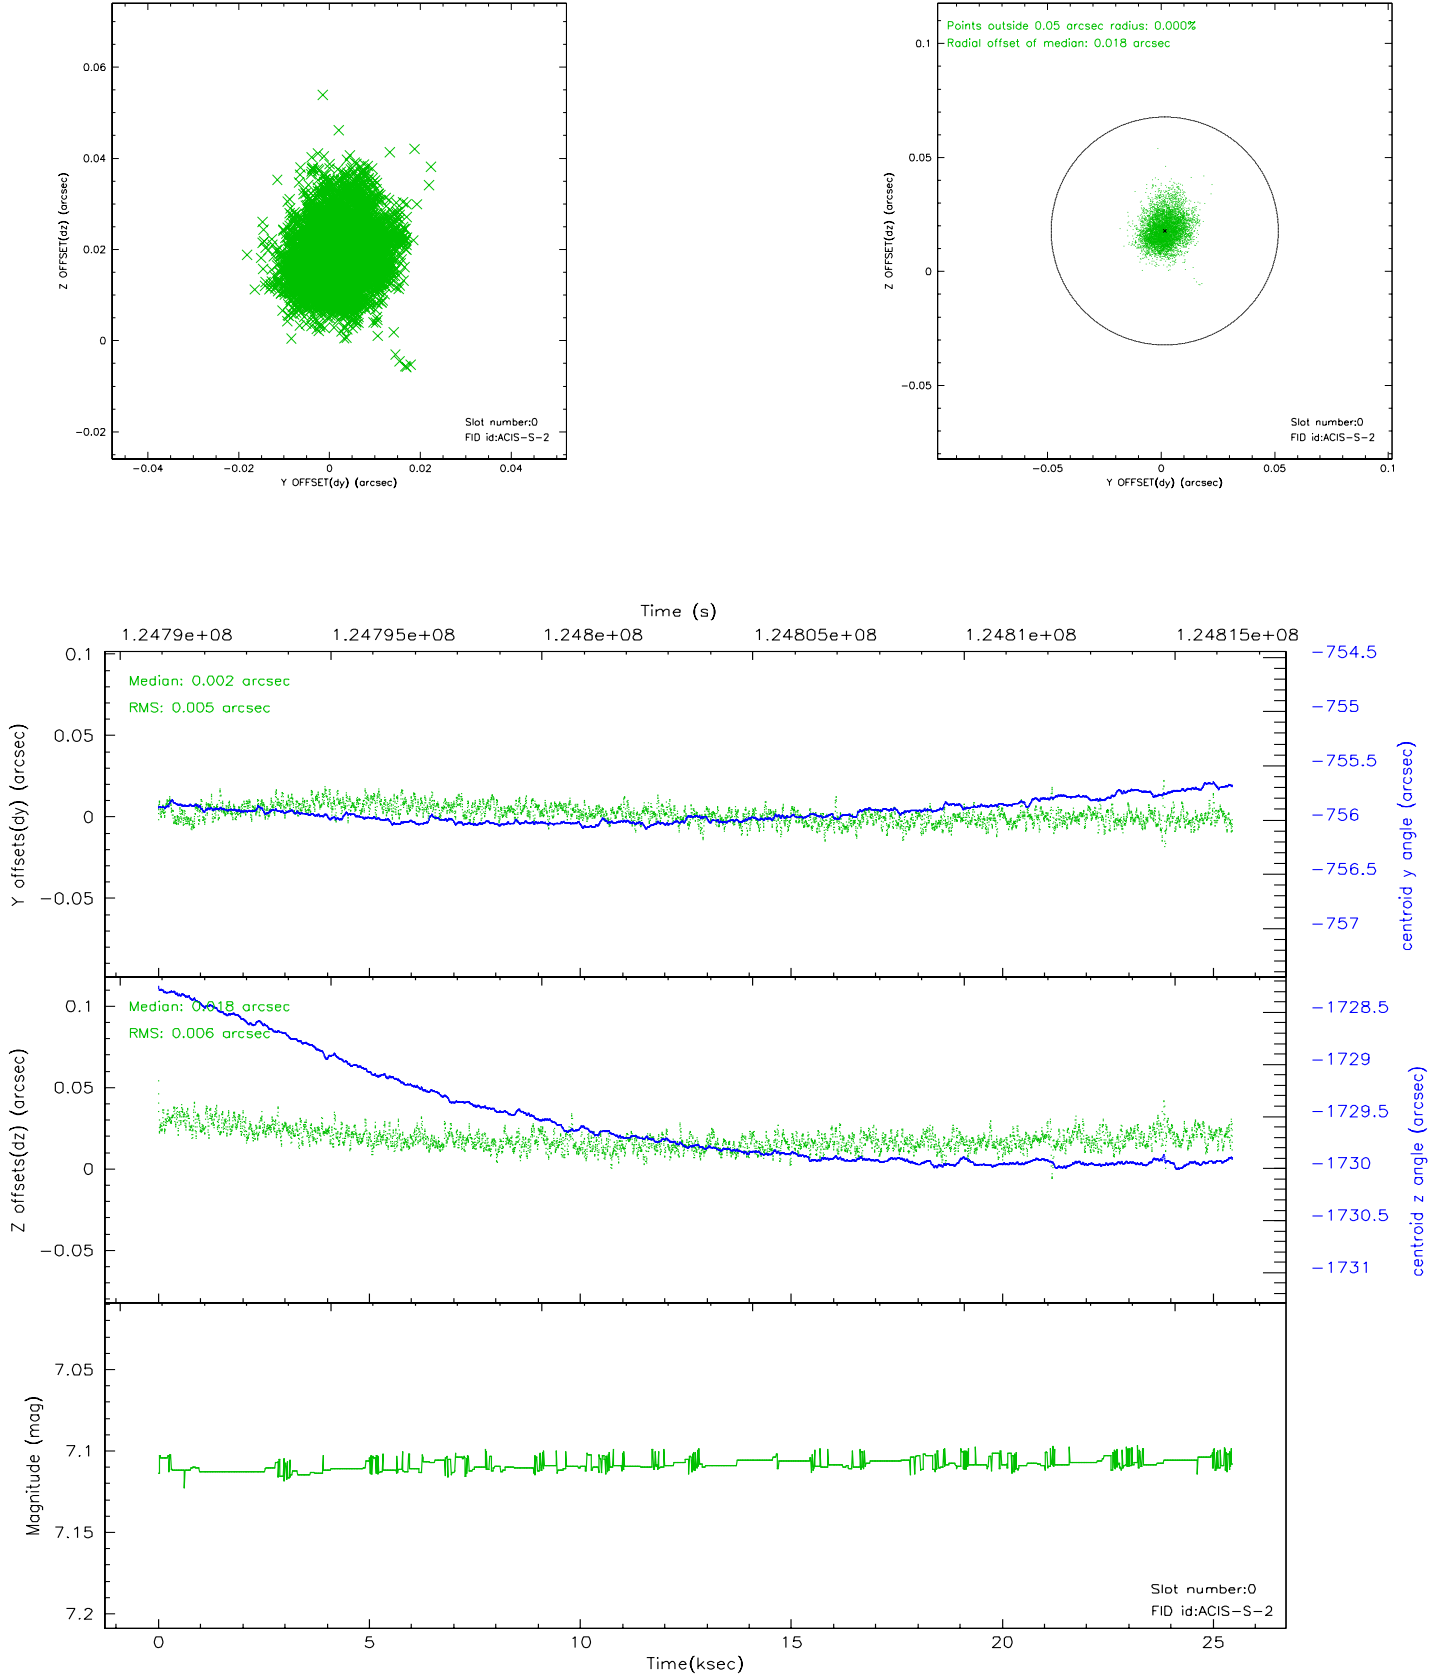 0.06
0.04
0.02
0
−0.02
Z OFFSET(dz) (arcsec)
Slot number:0
FID id:ACIS−S−2
−0.04 −0.02 0 0.02 0.04
Y OFFSET(dy) (arcsec)
Points outside 0.05 arcsec radius: 0.000%
Radial offset of median: 0.018 arcsec
0.1
0.05
0
−0.05
Z OFFSET(dz) (arcsec)
Slot number:0
FID id:ACIS−S−2
−0.05 0 0.05 0.1
Y OFFSET(dy) (arcsec)
Time (s)
1.2479e+08 1.24795e+08 1.248e+08 1.24805e+08 1.2481e+08 1.24815e+08
Median: 0.002 arcsec
RMS: 0.005 arcsec
0.1
0.05
0
−0.05
Y offsets(dy) (arcsec)
−754.5
−755
−755.5
−756
−756.5
−757
centroid y angle (arcsec)
Median: 0.018 arcsec
RMS: 0.006 arcsec
0.1
0.05
0
−0.05
Z offsets(dz) (arcsec)
−1728.5
−1729
−1729.5
−1730
−1730.5
−1731
centroid z angle (arcsec)
7.05
7.1
7.15
7.2
Magnitude (mag)
Slot number:0
FID id:ACIS−S−2
0 5 10 15 20 25
Time(ksec)